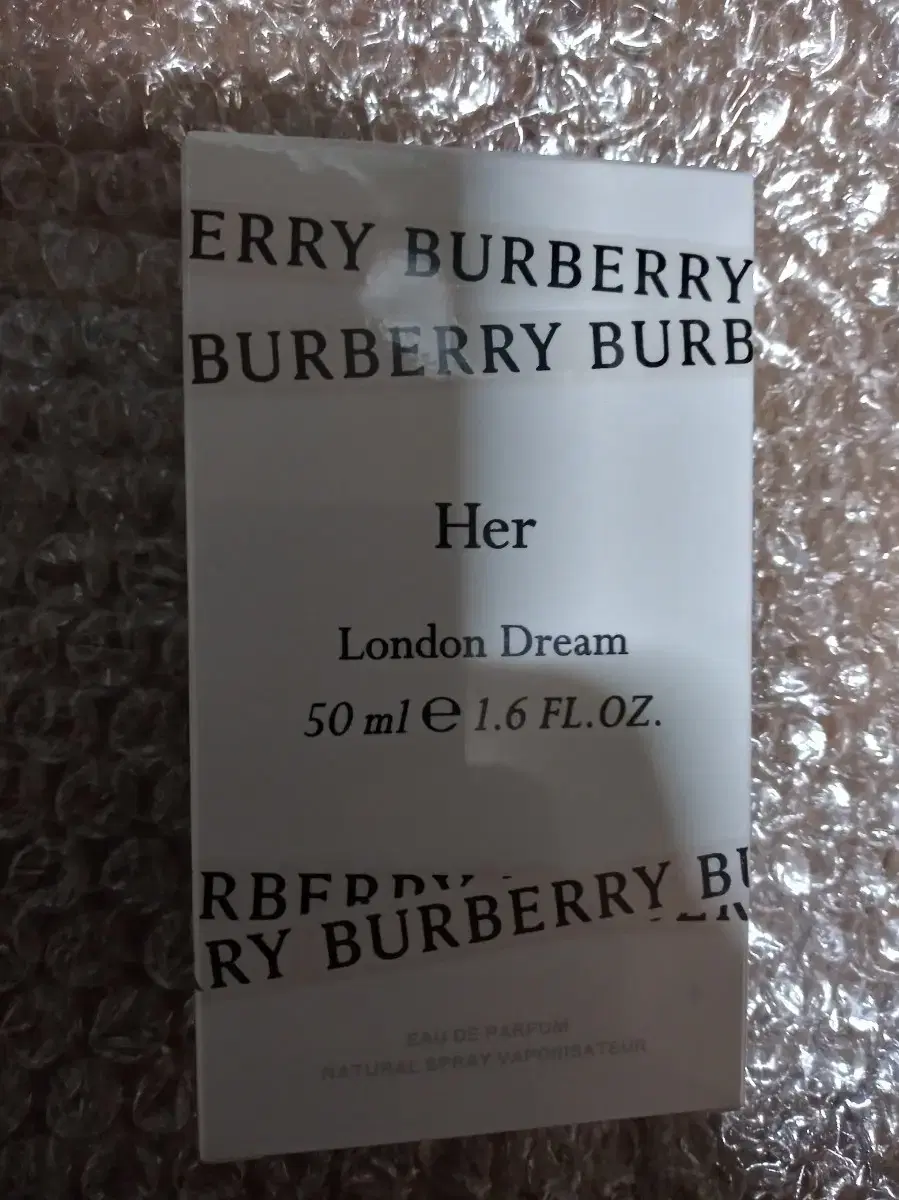 ERRY BURBERRY
BURBERRY BURB
Her
London Dream
50 ml ℮ 1.6 FL.OZ.
RBERRY BU
RY BURBERRY
EAU DE PARFUM
NATURAL SPRAY VAPORISATEUR